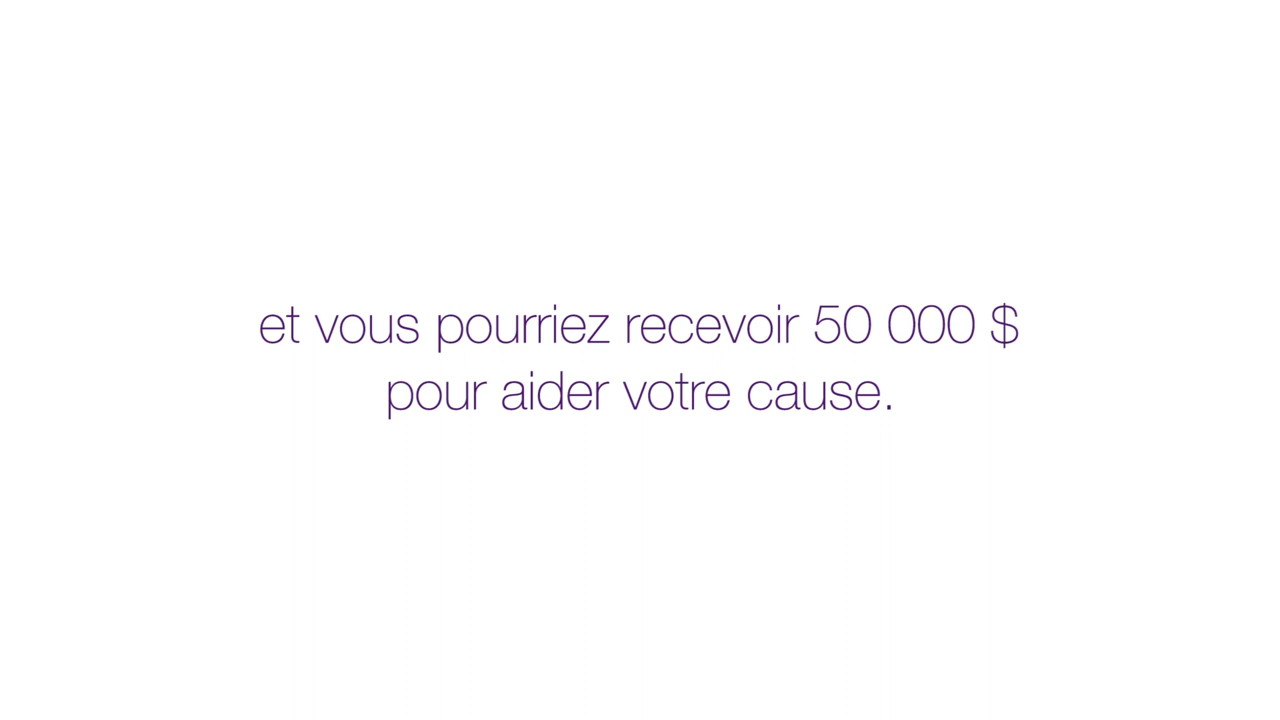 et vous pourriez recevoir 50 000 $
pour aider votre cause.